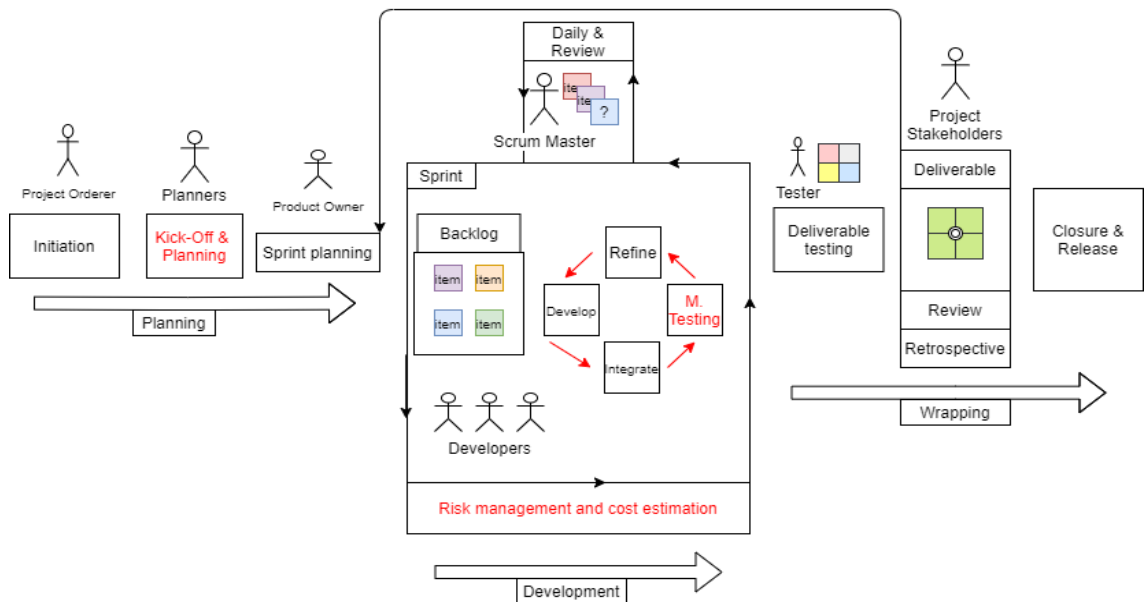 Daily &
Review
item
item
?
Scrum Master
Project Orderer
Planners
Product Owner
Initiation
Kick-Off &
Planning
Sprint planning
Planning
Sprint
Backlog
item
item
item
item
Refine
Develop
M.
Testing
Integrate
Developers
Risk management and cost estimation
Development
Tester
Deliverable
testing
Project
Stakeholders
Deliverable
Review
Retrospective
Closure &
Release
Wrapping